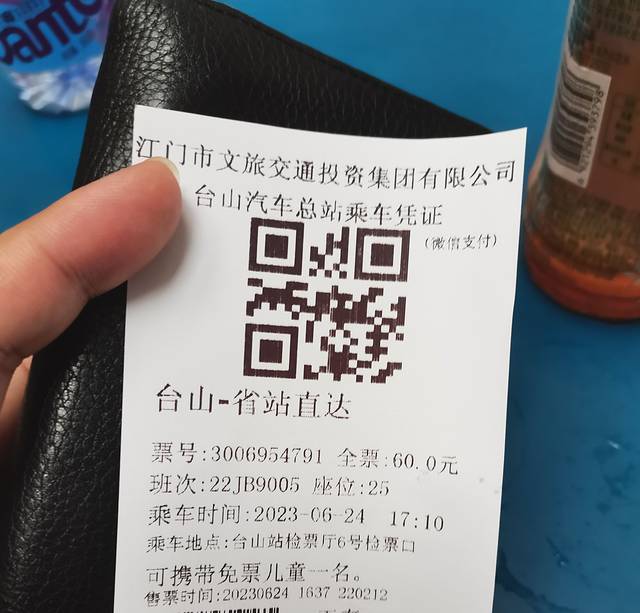 江门市文旅交通投资集团有限公司
台山汽车总站乘车凭证
(微信支付)
台山-省站直达
票号:3006954791 全票:60.0元
班次:22JB9005 座位:25
乘车时间:2023-06-24 17:10
乘车地点:台山站检票厅6号检票口
可携带免票儿童一名。
售票时间:20230624 1637 220212